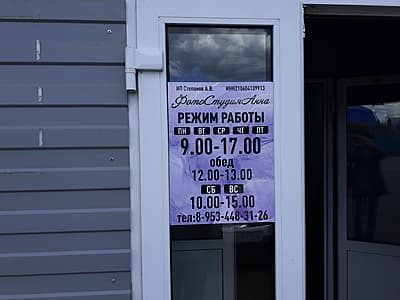 ИП Степанов А.В. ИНН210604139913
ФотоСтудияАнна
РЕЖИМ РАБОТЫ
ПН ВТ СР ЧТ ПТ
9.00-17.00
обед
12.00-13.00
СБ ВС
10.00-15.00
тел:8-953-448-31-26